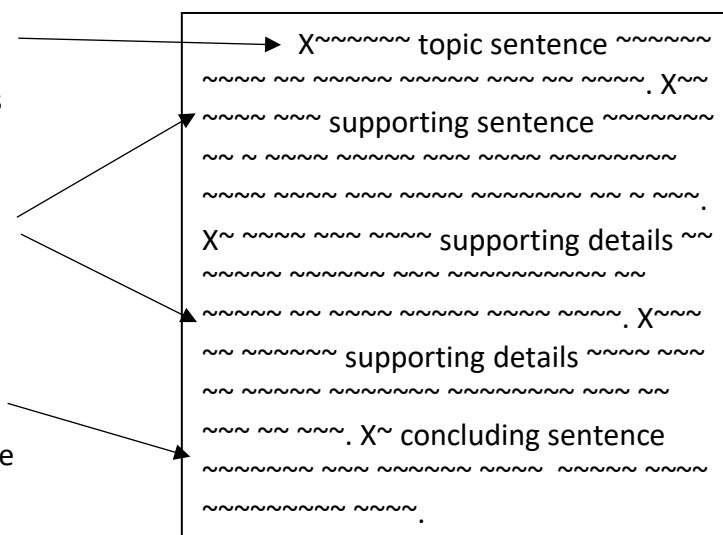 X~~~~~~ topic sentence ~~~~~~
~~~~ ~~ ~~~~~ ~~~~~ ~~~ ~~ ~~~~. X~~
~~~~ ~~~ supporting sentence ~~~~~~~
~~ ~ ~~~~ ~~~~~ ~~~ ~~~~ ~~~~~~~~
~~~~ ~~~~ ~~~ ~~~~ ~~~~~~~ ~~ ~ ~~~.
X~ ~~~~ ~~~ ~~~~ supporting details ~~
~~~~~ ~~~~~~ ~~~ ~~~~~~~~~~ ~~
~~~~~ ~~ ~~~~ ~~~~~ ~~~~ ~~~~. X~~~
~~ ~~~~~~ supporting details ~~~~ ~~~
~~ ~~~~~ ~~~~~~~ ~~~~~~~~ ~~~ ~~
~~~ ~~ ~~~. X~ concluding sentence
~~~~~~~ ~~~ ~~~~~~ ~~~~  ~~~~~ ~~~~
~~~~~~~~~ ~~~~.